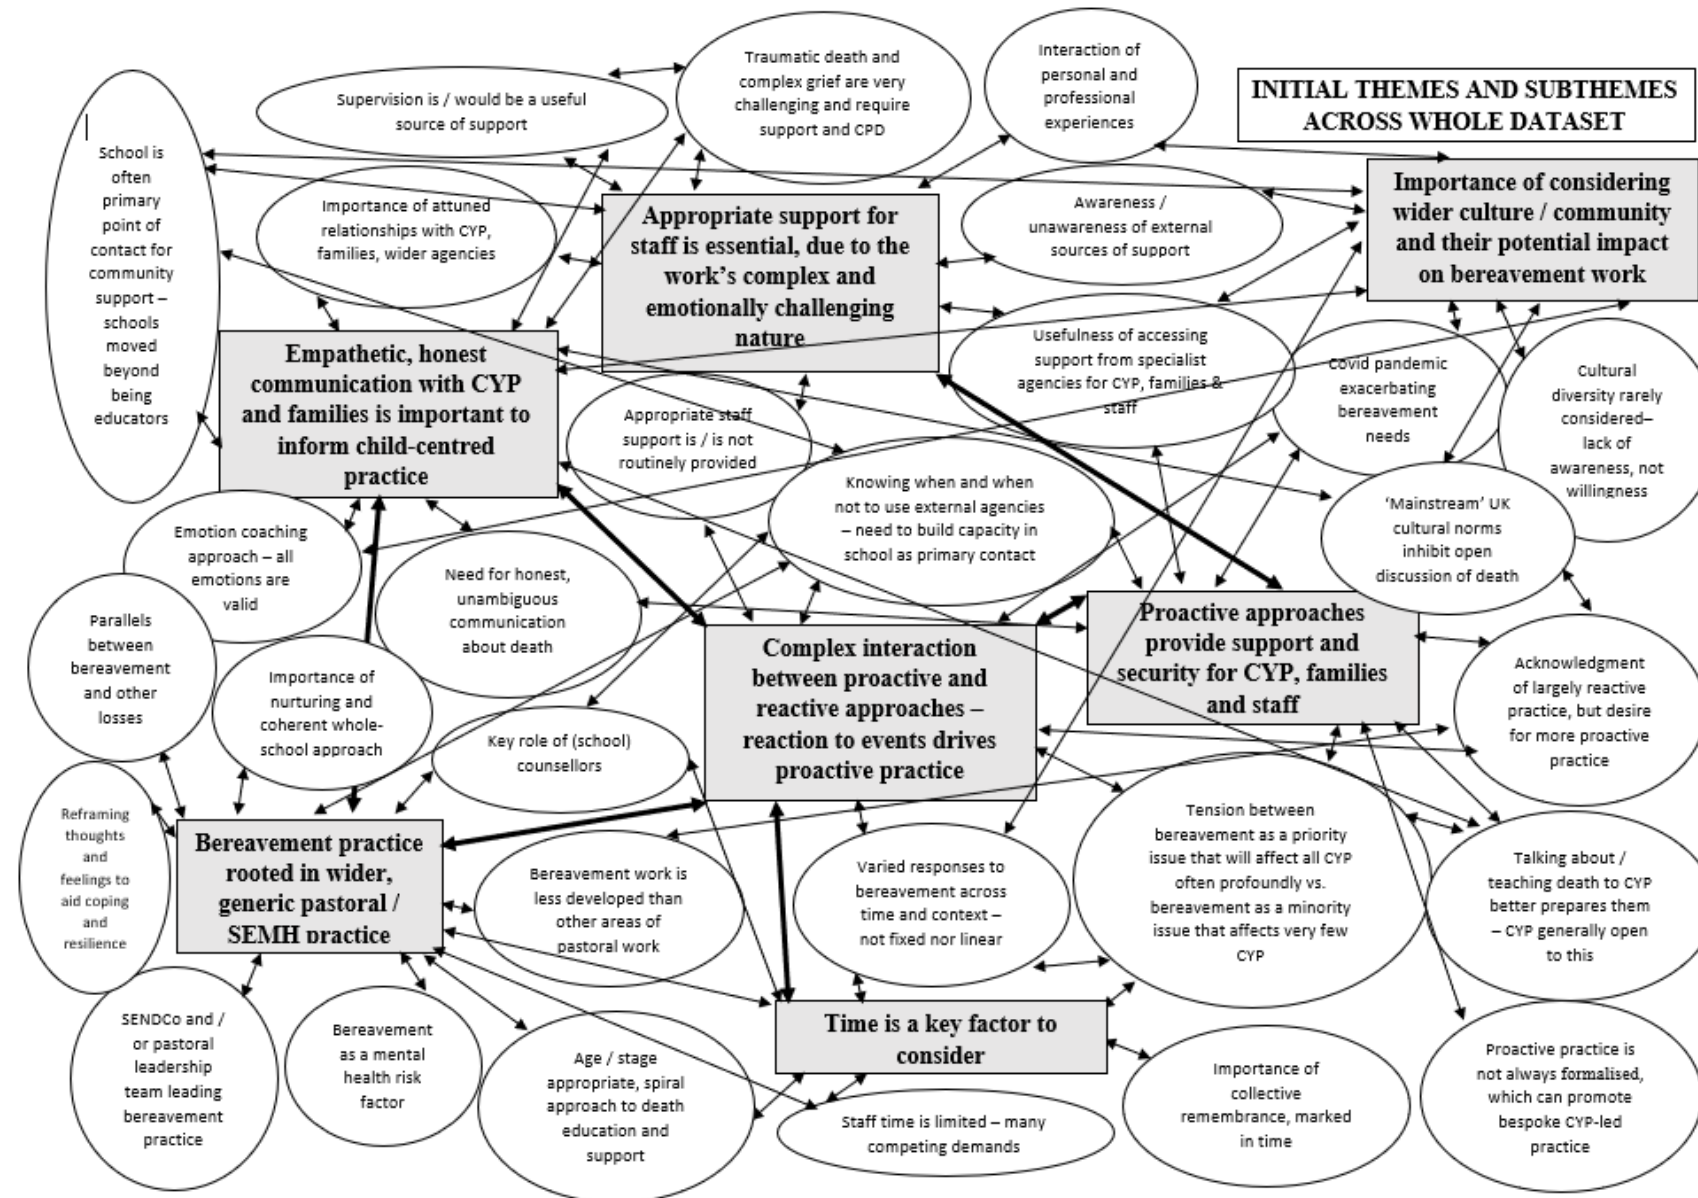 INITIAL THEMES AND SUBTHEMES
ACROSS WHOLE DATASET
Supervision is / would be a useful
source of support
Traumatic death and
complex grief are very
challenging and require
support and CPD
Interaction of
personal and
professional
experiences
School is
often
primary
point of
contact for
community
support –
schools
moved
beyond
being
educators
Importance of attuned
relationships with CYP,
families, wider agencies
Appropriate support for
staff is essential, due to the
work's complex and
emotionally challenging
nature
Awareness /
unawareness of external
sources of support
Importance of considering
wider culture / community
and their potential impact
on bereavement work
Empathetic, honest
communication with CYP
and families is important to
inform child-centred
practice
Usefulness of accessing
support from specialist
agencies for CYP, families &
staff
Covid pandemic
exacerbating
bereavement
needs
Cultural
diversity rarely
considered–
lack of
awareness, not
willingness
Appropriate staff
support is / is not
routinely provided
Knowing when and when
not to use external agencies
– need to build capacity in
school as primary contact
'Mainstream' UK
cultural norms
inhibit open
discussion of death
Emotion coaching
approach – all
emotions are
valid
Need for honest,
unambiguous
communication
about death
Parallels
between
bereavement
and other
losses
Importance of
nurturing and
coherent whole-
school approach
Key role of (school)
counsellors
Complex interaction
between proactive and
reactive approaches –
reaction to events drives
proactive practice
Proactive approaches
provide support and
security for CYP, families
and staff
Acknowledgment
of largely reactive
practice, but desire
for more proactive
practice
Reframing
thoughts
and
feelings to
aid coping
and
resilience
Bereavement practice
rooted in wider,
generic pastoral /
SEMH practice
Bereavement work is
less developed than
other areas of
pastoral work
Varied responses to
bereavement across
time and context –
not fixed nor linear
Tension between
bereavement as a priority
issue that will affect all CYP
often profoundly vs.
bereavement as a minority
issue that affects very few
CYP
Talking about /
teaching death to CYP
better prepares them
– CYP generally open
to this
SENDCo and /
or pastoral
leadership
team leading
bereavement
practice
Bereavement
as a mental
health risk
factor
Age / stage
appropriate, spiral
approach to death
education and
support
Time is a key factor to
consider
Staff time is limited – many
competing demands
Importance of
collective
remembrance, marked
in time
Proactive practice is
not always formalised,
which can promote
bespoke CYP-led
practice